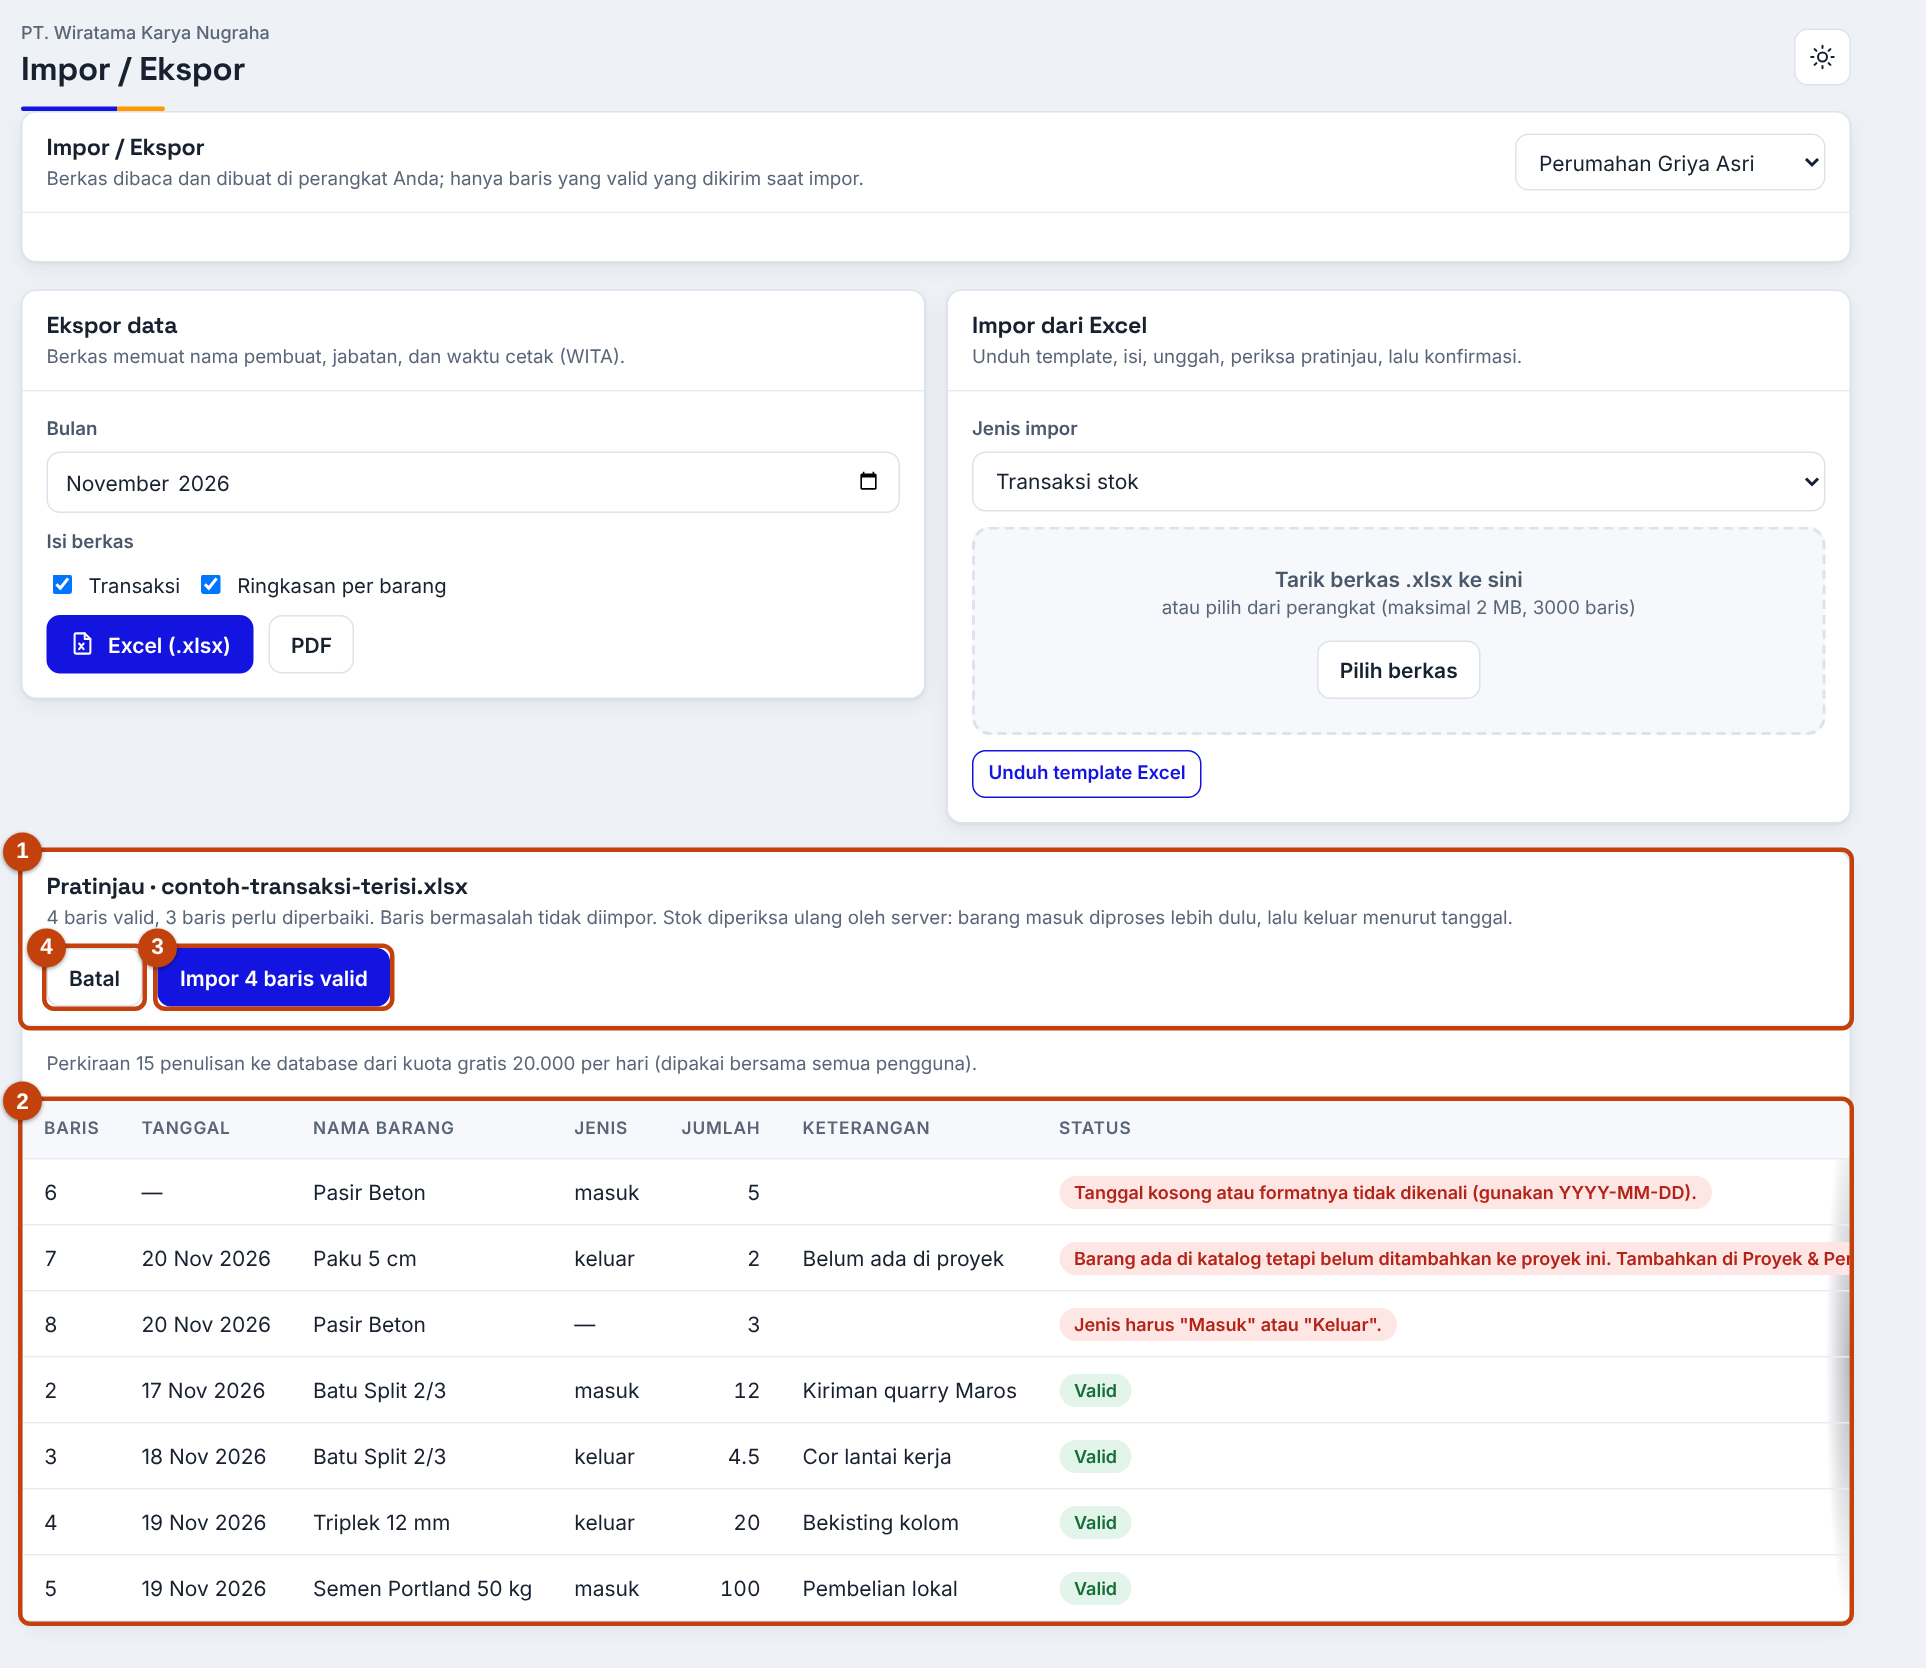 PT. Wiratama Karya Nugraha
Impor / Ekspor
Impor / Ekspor
Berkas dibaca dan dibuat di perangkat Anda; hanya baris yang valid yang dikirim saat impor.
Perumahan Griya Asri
Ekspor data
Berkas memuat nama pembuat, jabatan, dan waktu cetak (WITA).
Bulan
November 2026
Isi berkas
Transaksi Ringkasan per barang
Excel (.xlsx) PDF
Impor dari Excel
Unduh template, isi, unggah, periksa pratinjau, lalu konfirmasi.
Jenis impor
Transaksi stok
Tarik berkas .xlsx ke sini
atau pilih dari perangkat (maksimal 2 MB, 3000 baris)
Pilih berkas
Unduh template Excel
1
Pratinjau · contoh-transaksi-terisi.xlsx
4 baris valid, 3 baris perlu diperbaiki. Baris bermasalah tidak diimpor. Stok diperiksa ulang oleh server: barang masuk diproses lebih dulu, lalu keluar menurut tanggal.
4 Batal 3 Impor 4 baris valid
Perkiraan 15 penulisan ke database dari kuota gratis 20.000 per hari (dipakai bersama semua pengguna).
2
BARIS TANGGAL NAMA BARANG JENIS JUMLAH KETERANGAN STATUS
6 — Pasir Beton masuk 5 Tanggal kosong atau formatnya tidak dikenali (gunakan YYYY-MM-DD).
7 20 Nov 2026 Paku 5 cm keluar 2 Belum ada di proyek Barang ada di katalog tetapi belum ditambahkan ke proyek ini. Tambahkan di Proyek & Per
8 20 Nov 2026 Pasir Beton — 3 Jenis harus "Masuk" atau "Keluar".
2 17 Nov 2026 Batu Split 2/3 masuk 12 Kiriman quarry Maros Valid
3 18 Nov 2026 Batu Split 2/3 keluar 4.5 Cor lantai kerja Valid
4 19 Nov 2026 Triplek 12 mm keluar 20 Bekisting kolom Valid
5 19 Nov 2026 Semen Portland 50 kg masuk 100 Pembelian lokal Valid